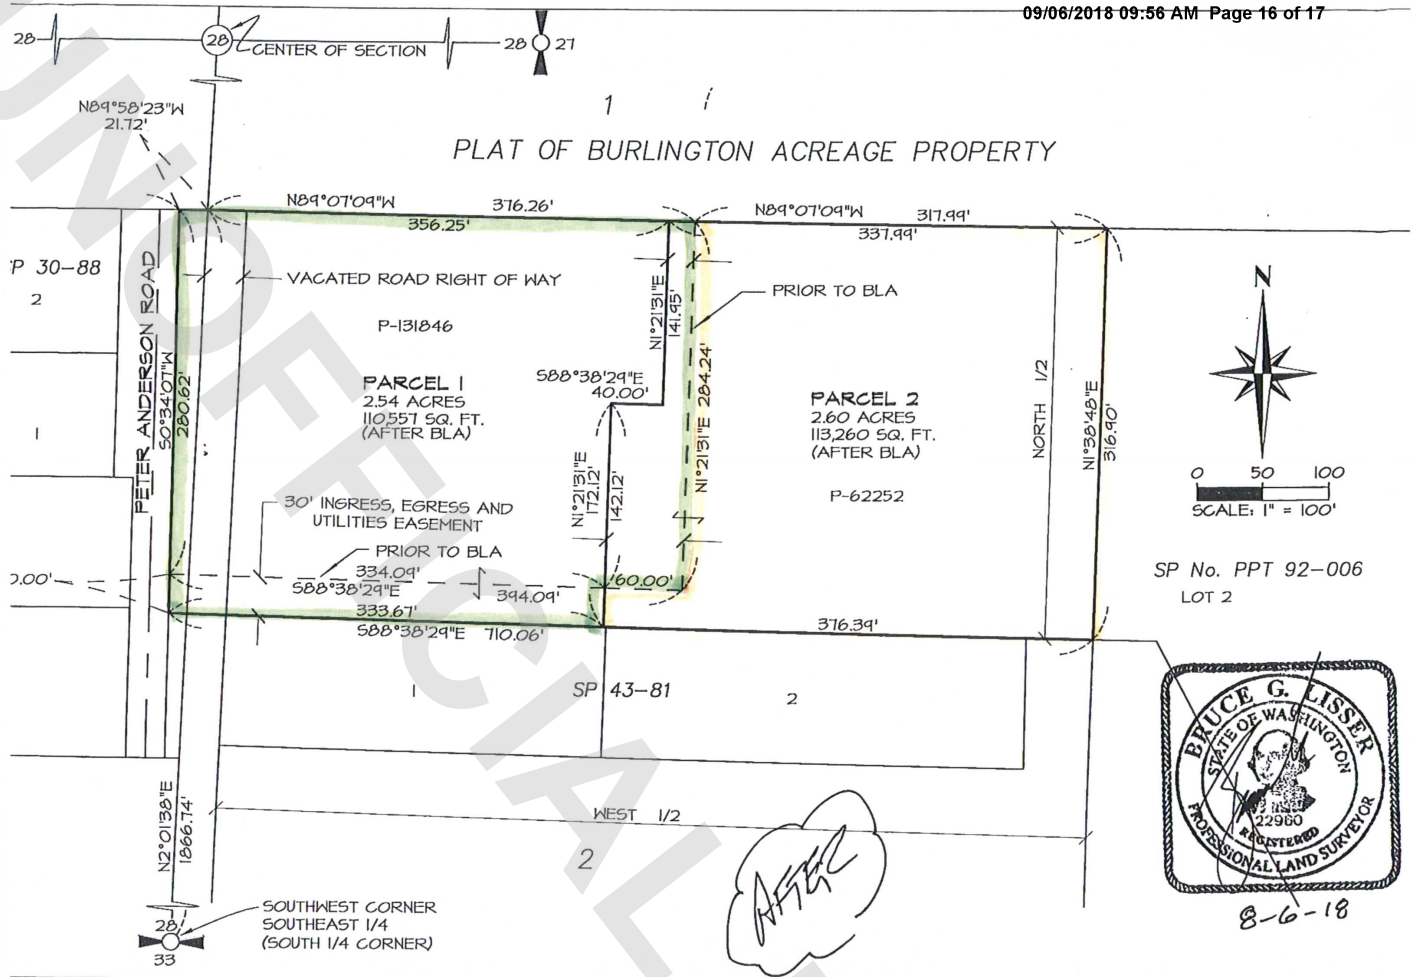 09/06/2018 09:56 AM Page 16 of 17
28
28
CENTER OF SECTION
28
27
N89°58'23"W
21.72'
1
PLAT OF BURLINGTON ACREAGE PROPERTY
N89°07'09"W 376.26'
356.25'
N89°07'09"W 317.99'
337.99'
P 30-88
2
1
PETER ANDERSON ROAD
S0°34'07"W
280.62'
VACATED ROAD RIGHT OF WAY
P-131846
PARCEL 1
2.54 ACRES
110,557 SQ. FT.
(AFTER BLA)
N1°21'31"E
141.95'
S88°38'29"E
40.00'
N1°21'31"E 284.24'
PRIOR TO BLA
PARCEL 2
2.60 ACRES
113,260 SQ. FT.
(AFTER BLA)
P-62252
NORTH 1/2
N1°38'48"E
316.90'
N
0 50 100
SCALE: 1" = 100'
SP No. PPT 92-006
LOT 2
30' INGRESS, EGRESS AND
UTILITIES EASEMENT
N1°21'31"E
172.12'
142.12'
PRIOR TO BLA
0.00'
334.09'
S88°38'29"E
394.09'
60.00'
333.67'
S88°38'29"E 710.06'
376.39'
1
SP 43-81
2
N2°01'38"E
1866.74'
WEST 1/2
2
AFTER
28
33
SOUTHWEST CORNER
SOUTHEAST 1/4
(SOUTH 1/4 CORNER)
BRUCE G. LISSER
STATE OF WASHINGTON
22960
REGISTERED
PROFESSIONAL LAND SURVEYOR
8-6-18
UNOFFICIAL